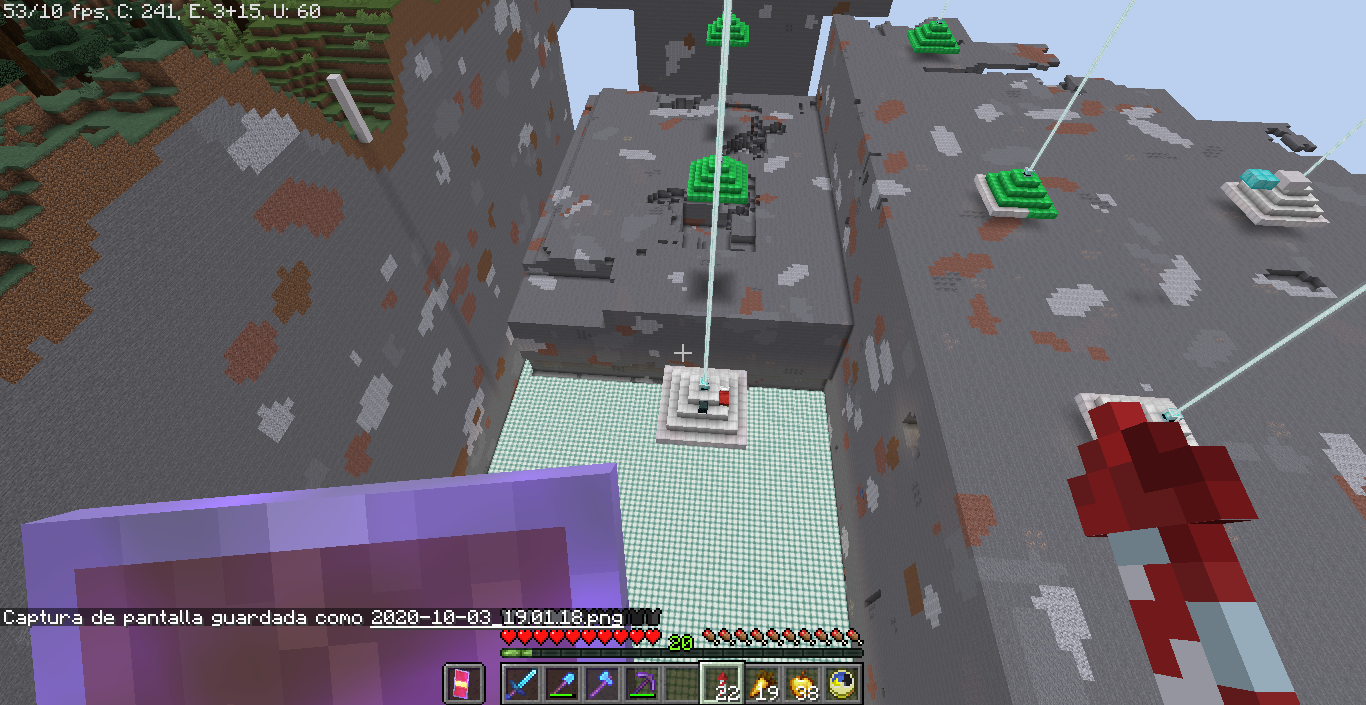 53/10 fps, C: 241, E: 3+15, U: 60
Captura de pantalla guardada como 2020-10-03_19.01.18.png
20
22 19 38